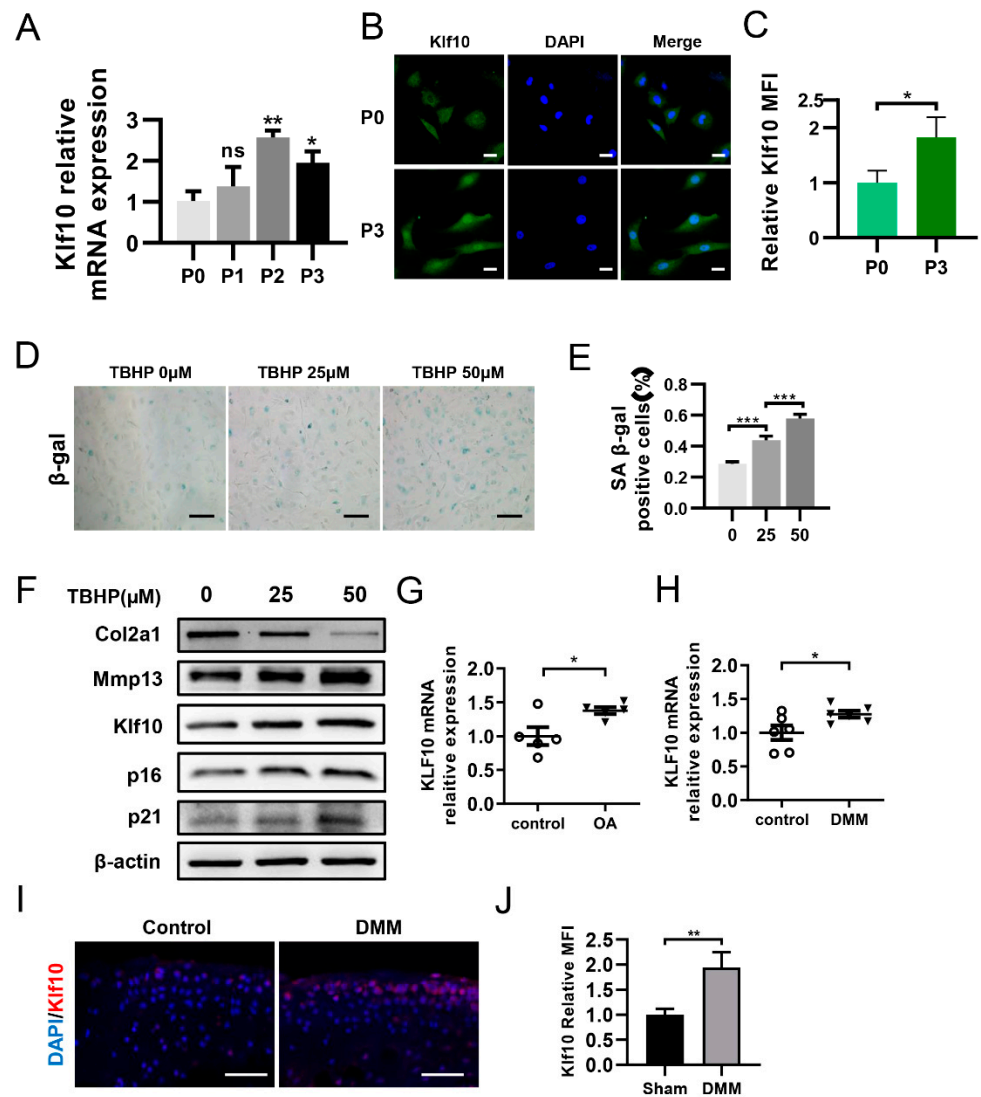 A
Klf10 relative
mRNA expression
3
2
1
0
ns
**
*
P0 P1 P2 P3
B
Klf10 DAPI Merge
P0
P3
C
Relative Klf10 MFI
2.5
2
1
0
*
P0 P3
D
TBHP 0μM TBHP 25μM TBHP 50μM
β-gal
E
SA β-gal
positive cells(%)
0.8
0.6
0.4
0.2
0.0
***
***
0 25 50
F
TBHP(μM) 0 25 50
Col2a1
Mmp13
Klf10
p16
p21
β-actin
G
KLF10 mRNA
relaitive expression
2.0
1.5
1.0
0.5
0.0
*
control OA
H
KLF10 mRNA
relaitive expression
2.0
1.5
1.0
0.5
0.0
*
control DMM
I
Control DMM
DAPI/Klf10
J
Klf10 Relative MFI
2.5
2.0
1.5
1.0
0.5
0.0
**
Sham DMM